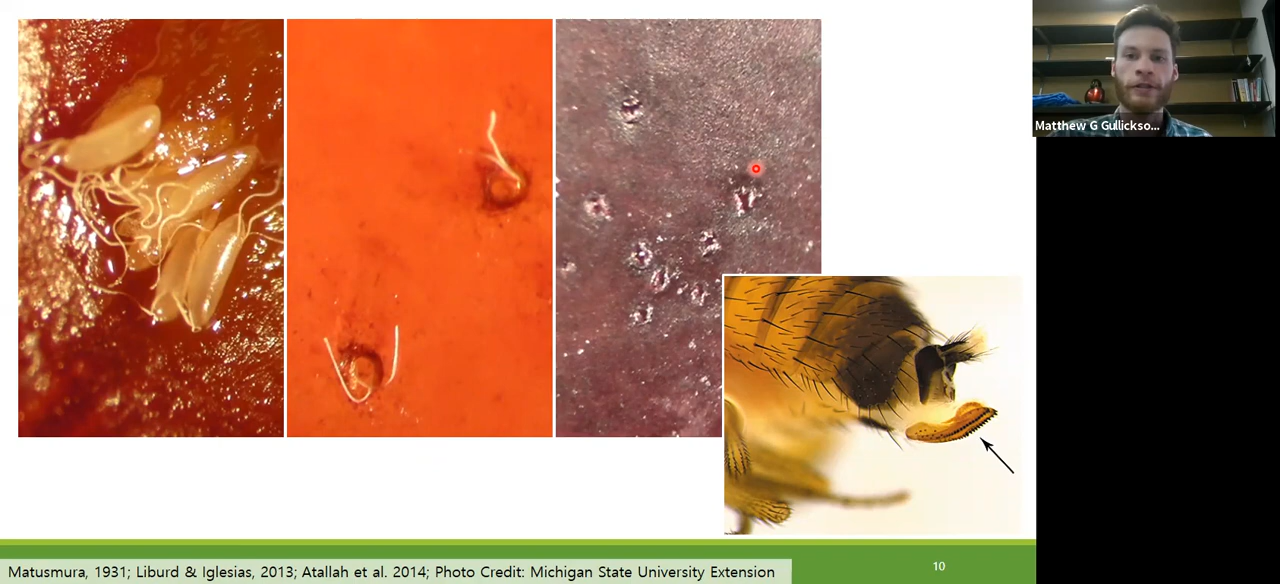 Matthew G Gullickso...
10
Matusmura, 1931; Liburd & Iglesias, 2013; Atallah et al. 2014; Photo Credit: Michigan State University Extension